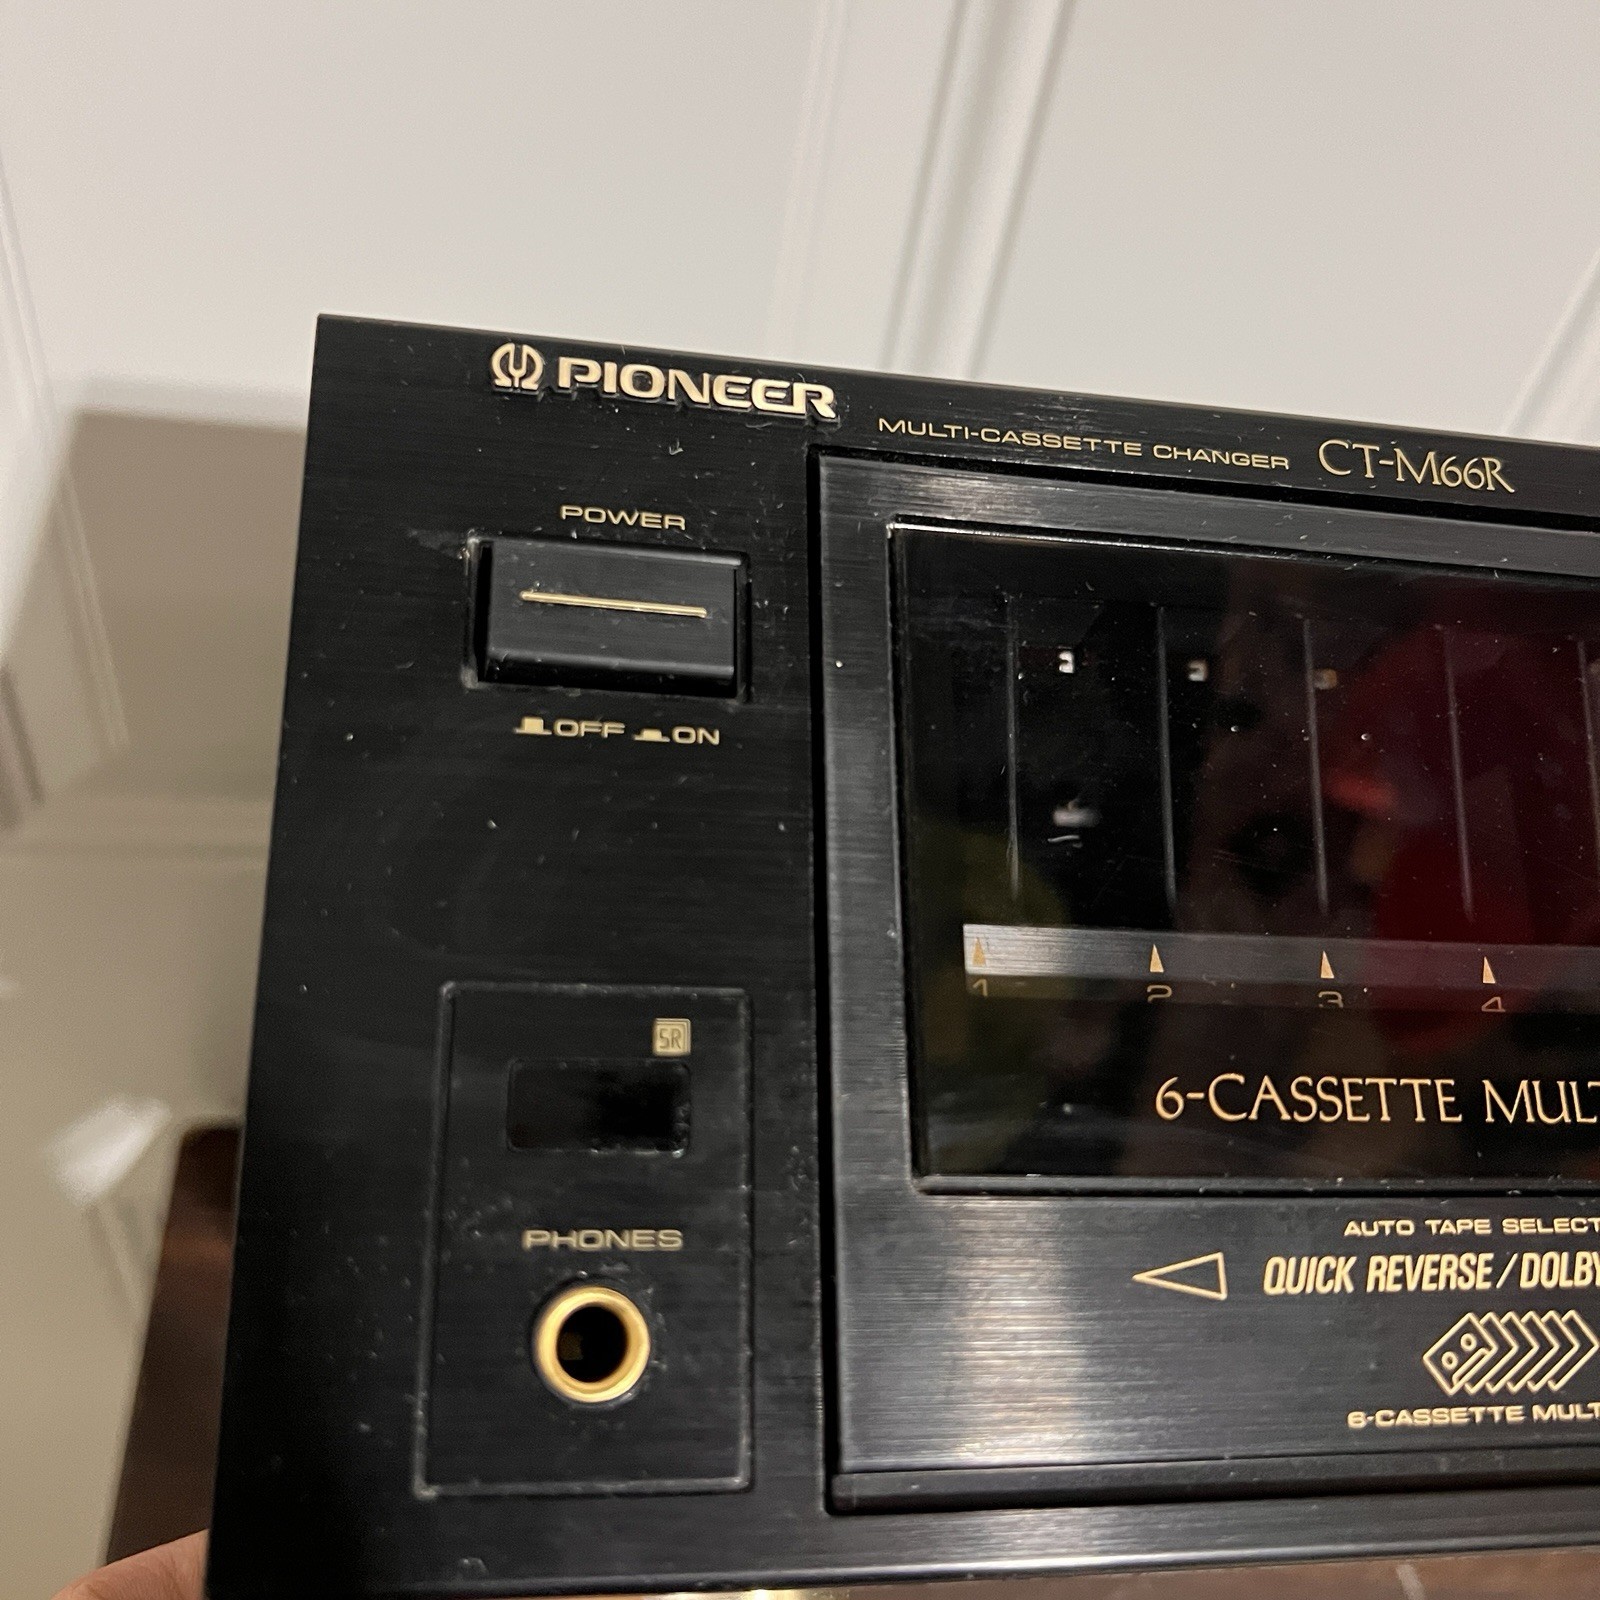 PIONEER
MULTI-CASSETTE CHANGER CT-M66R
POWER
OFF ON
1 2 3 4
SR
6-CASSETTE MULT
PHONES
AUTO TAPE SELECT
QUICK REVERSE/DOLBY
6-CASSETTE MULT